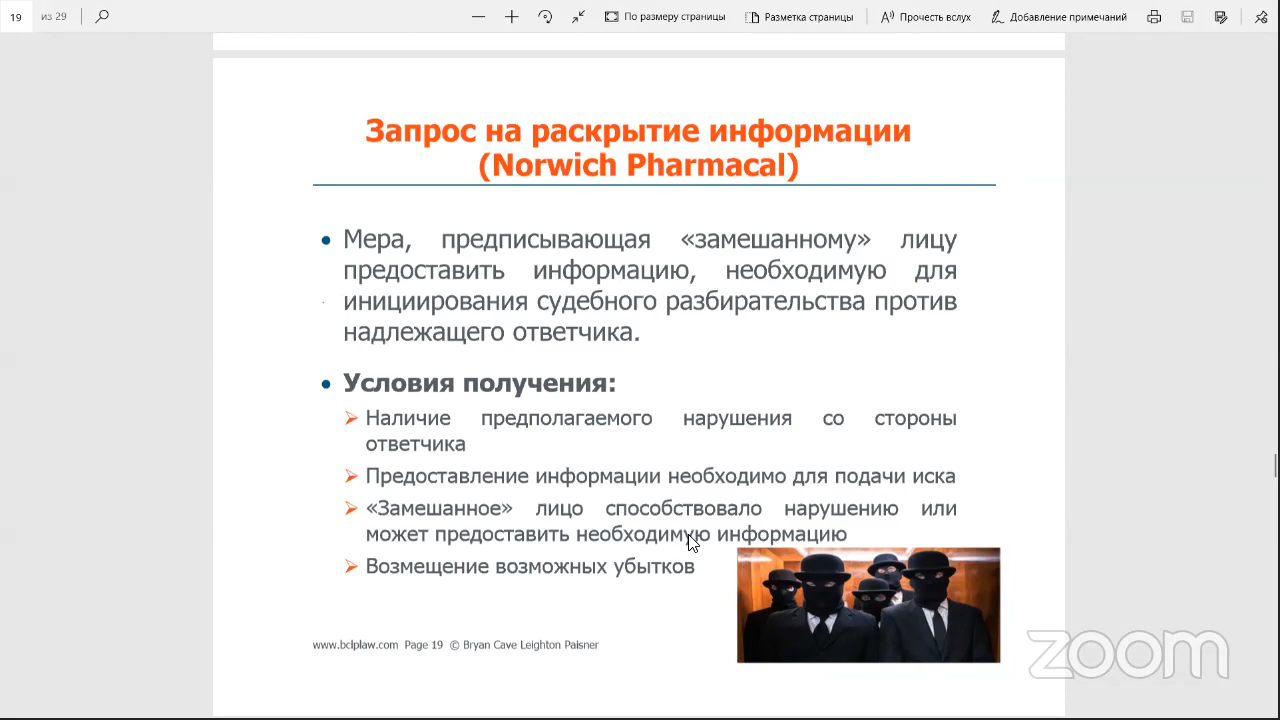 19 из 29 По размеру страницы Разметка страницы Прочесть вслух Добавление примечаний
Запрос на раскрытие информации
(Norwich Pharmacal)
• Мера, предписывающая «замешанному» лицу
предоставить информацию, необходимую для
инициирования судебного разбирательства против
надлежащего ответчика.
• Условия получения:
Наличие предполагаемого нарушения со стороны
ответчика
Предоставление информации необходимо для подачи иска
«Замешанное» лицо способствовало нарушению или
может предоставить необходимую информацию
Возмещение возможных убытков
www.bclplaw.com Page 19 © Bryan Cave Leighton Paisner
zoom